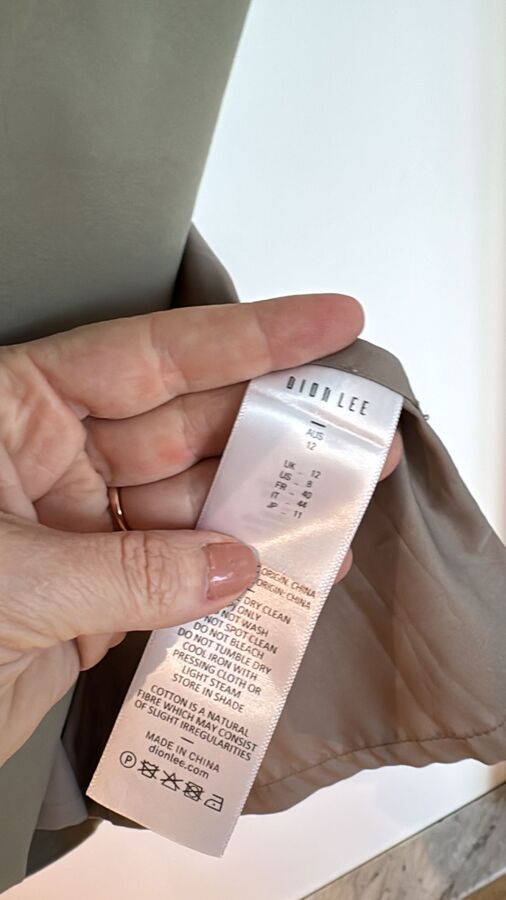 DION LEE
AUS
12
UK - 12
US - 8
FR - 40
IT - 44
JP - 11
ORIGIN: CHINA
ORIGIN: CHINA
DRY CLEAN
ONLY
NOT WASH
NOT SPOT CLEAN
DO NOT BLEACH
DO NOT TUMBLE DRY
COOL IRON WITH
PRESSING CLOTH OR
LIGHT STEAM
STORE IN SHADE
COTTON IS A NATURAL
FIBRE WHICH MAY CONSIST
OF SLIGHT IRREGULARITIES
MADE IN CHINA
dionlee.com
P